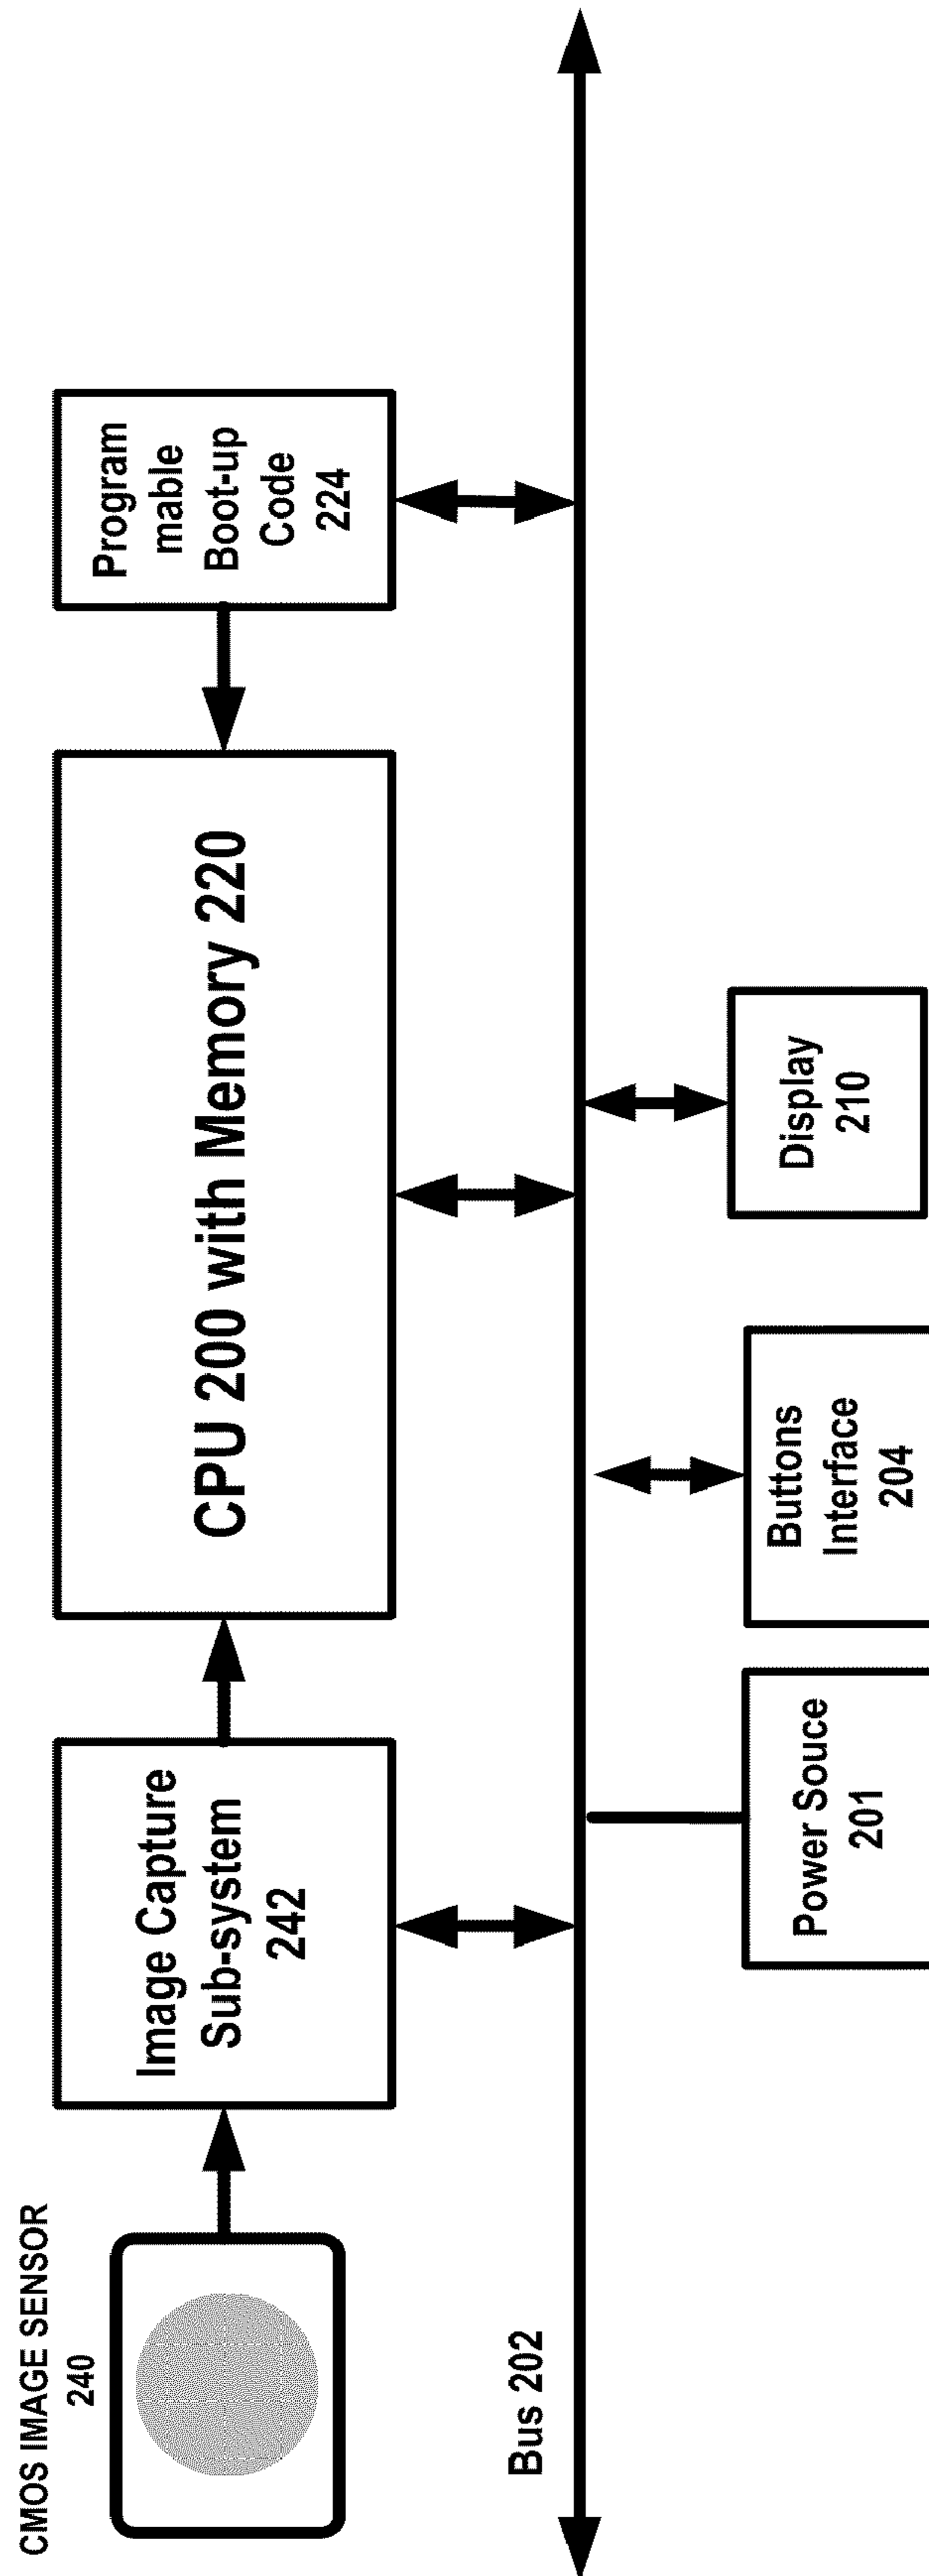 CMOS IMAGE SENSOR
240
Image Capture
Sub-system
242
CPU 200 with Memory 220
Program
mable
Boot-up
Code
224
Bus 202
Power Souce
201
Buttons
Interface
204
Display
210